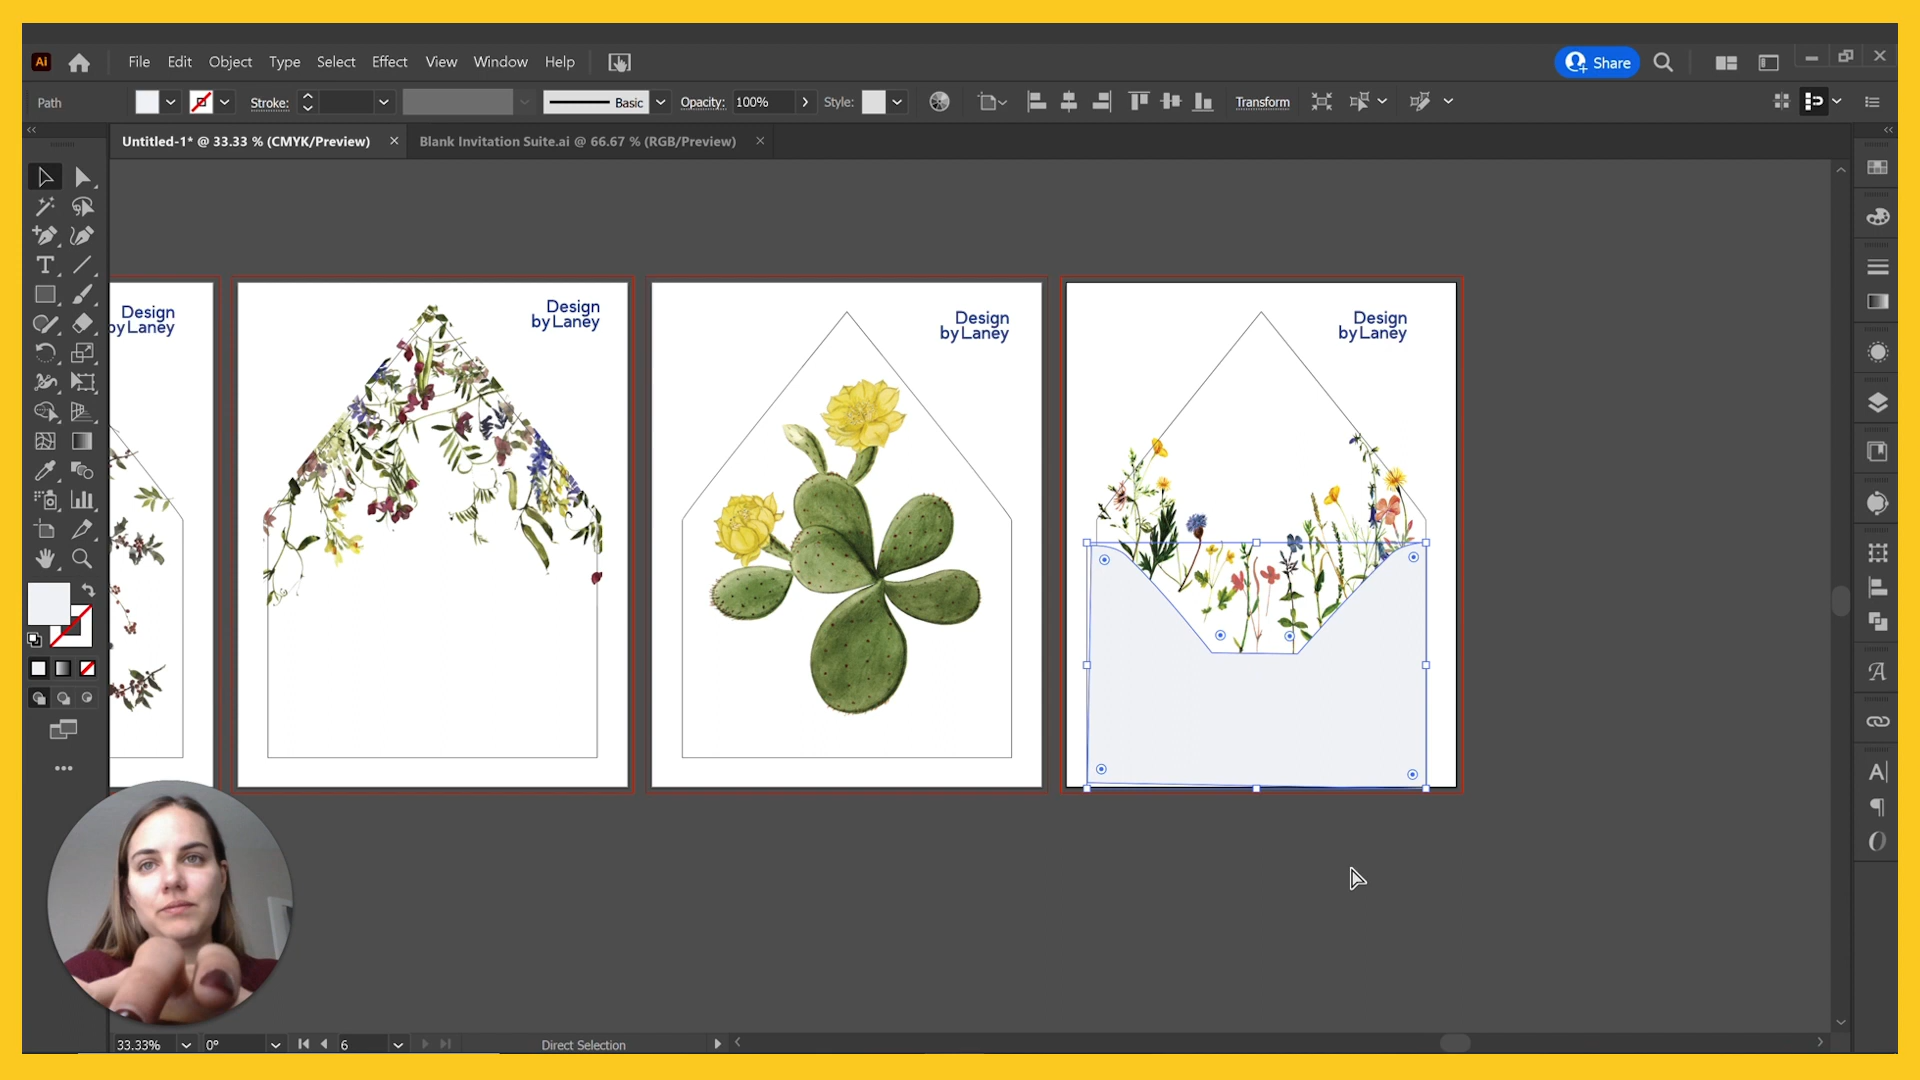 Ai File Edit Object Type Select Effect View Window Help Share
Path Stroke: Basic Opacity: 100% Style: Transform
Untitled-1* @ 33.33 % (CMYK/Preview) Blank Invitation Suite.ai @ 66.67 % (RGB/Preview)
Design
by Laney
Design
by Laney
Design
by Laney
Design
by Laney
33.33% 0° 6 Direct Selection